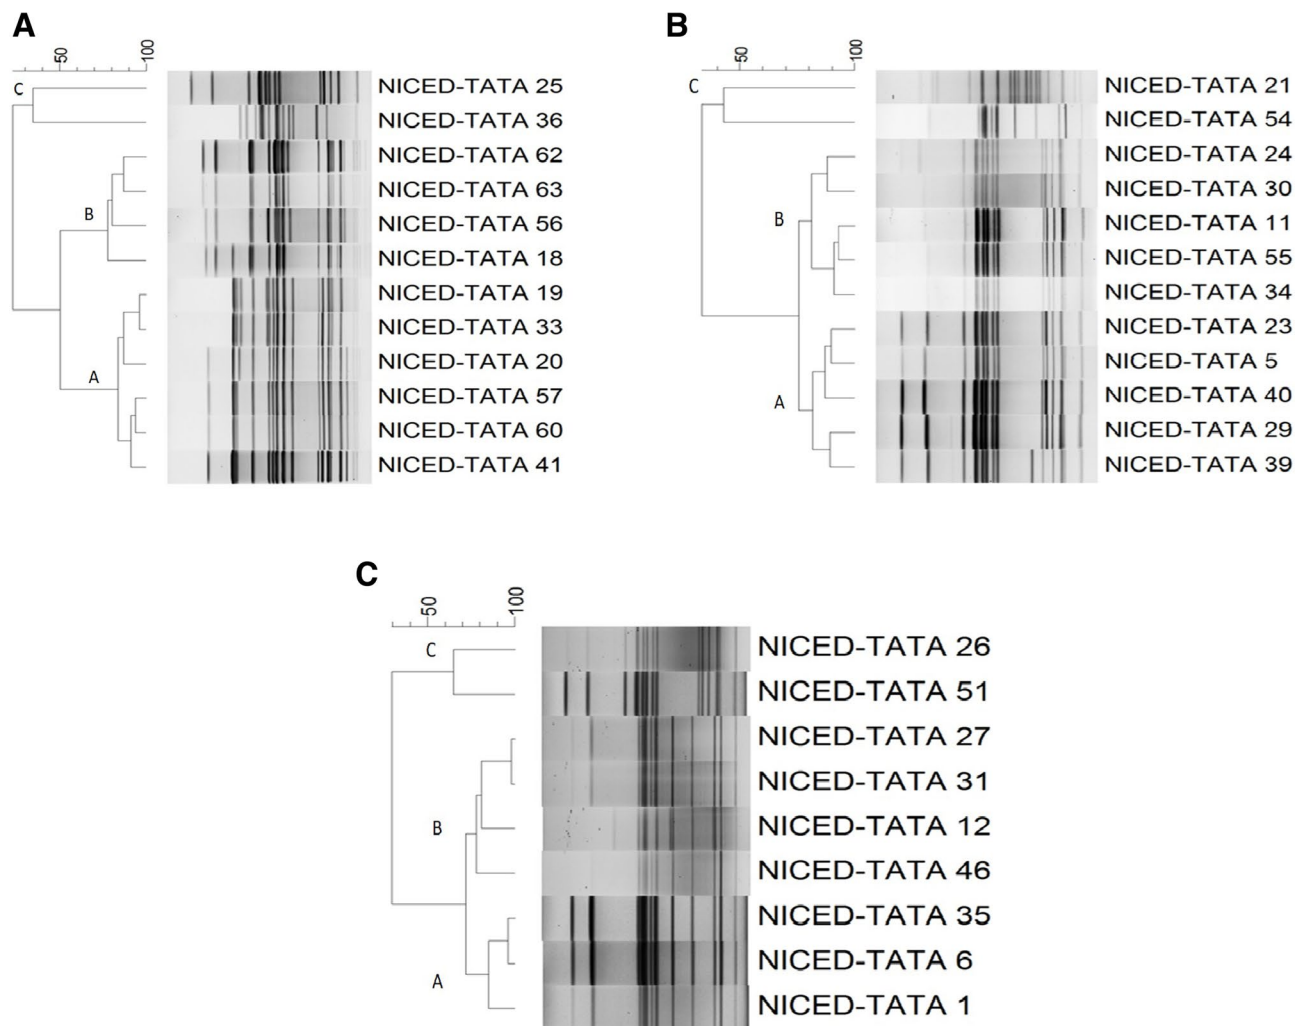 A
50 100
C
NICED-TATA 25
NICED-TATA 36
NICED-TATA 62
NICED-TATA 63
B
NICED-TATA 56
NICED-TATA 18
NICED-TATA 19
NICED-TATA 33
NICED-TATA 20
A
NICED-TATA 57
NICED-TATA 60
NICED-TATA 41
B
50 100
C
NICED-TATA 21
NICED-TATA 54
NICED-TATA 24
NICED-TATA 30
B
NICED-TATA 11
NICED-TATA 55
NICED-TATA 34
NICED-TATA 23
NICED-TATA 5
A
NICED-TATA 40
NICED-TATA 29
NICED-TATA 39
C
50 100
C
NICED-TATA 26
NICED-TATA 51
NICED-TATA 27
NICED-TATA 31
B
NICED-TATA 12
NICED-TATA 46
NICED-TATA 35
NICED-TATA 6
A
NICED-TATA 1